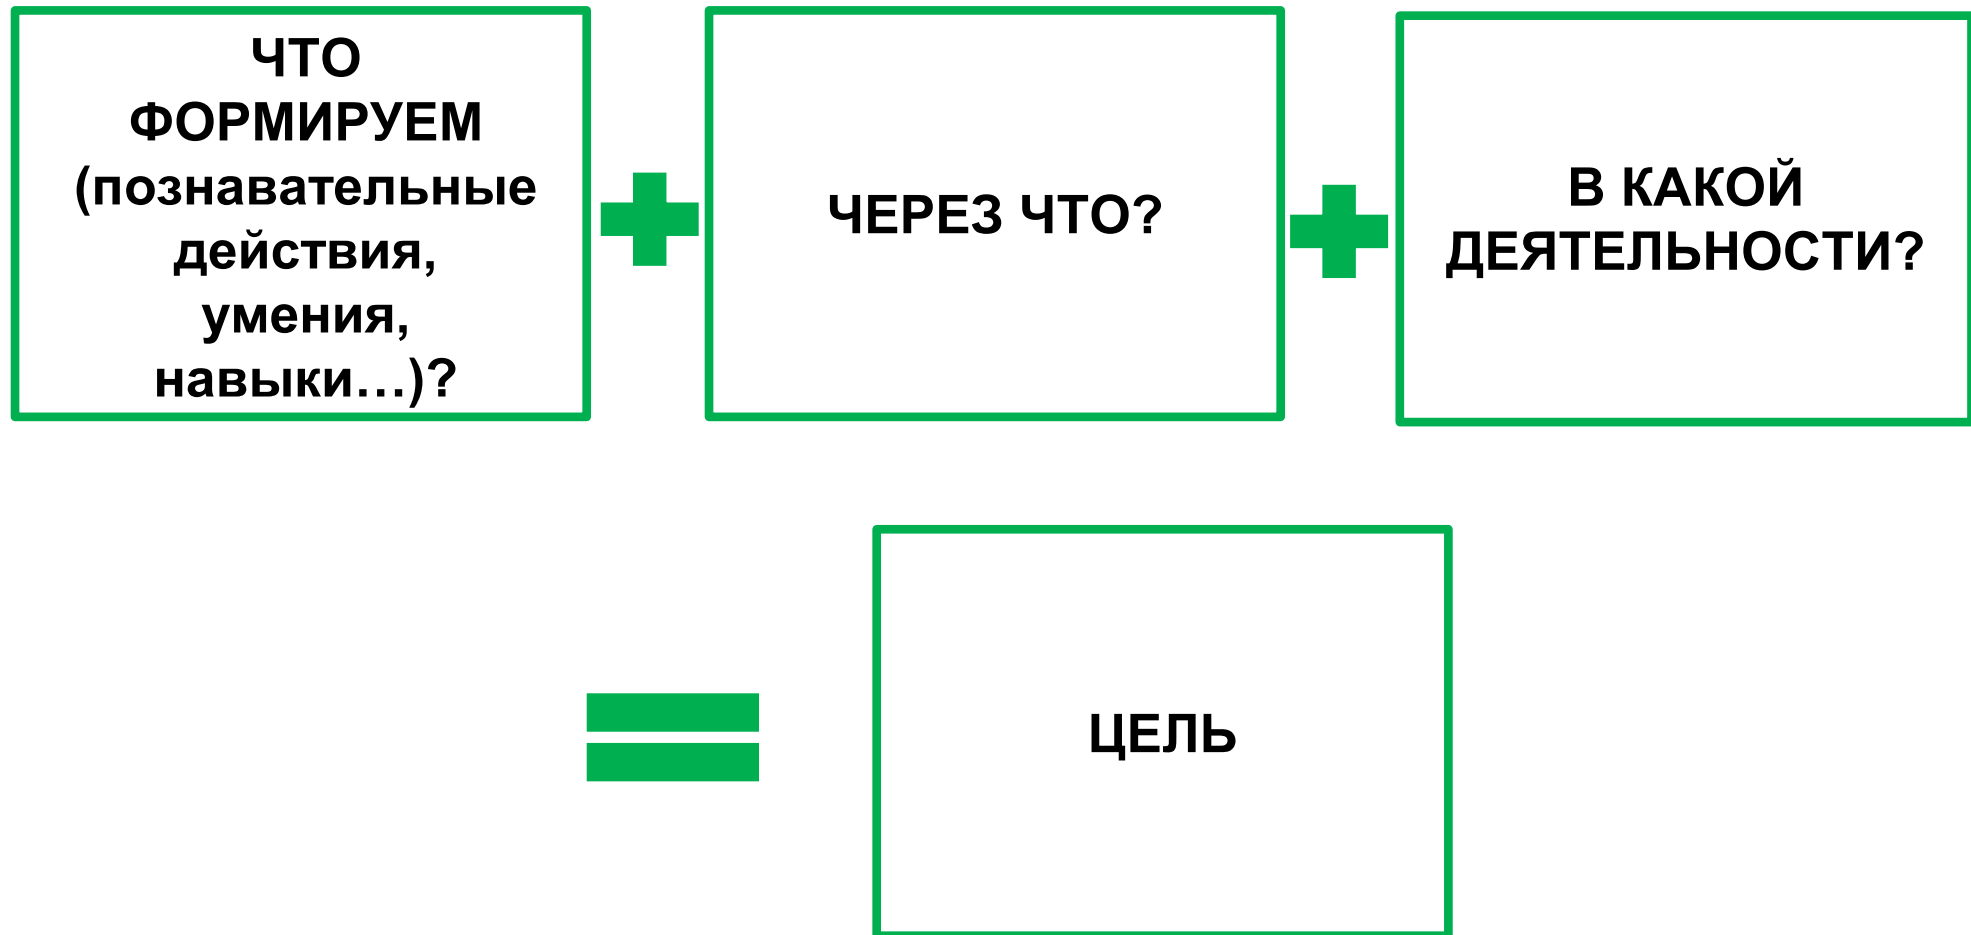 ЧТО
ФОРМИРУЕМ
(познавательные
действия,
умения,
навыки…)?
ЧЕРЕЗ ЧТО?
В КАКОЙ
ДЕЯТЕЛЬНОСТИ?
ЦЕЛЬ